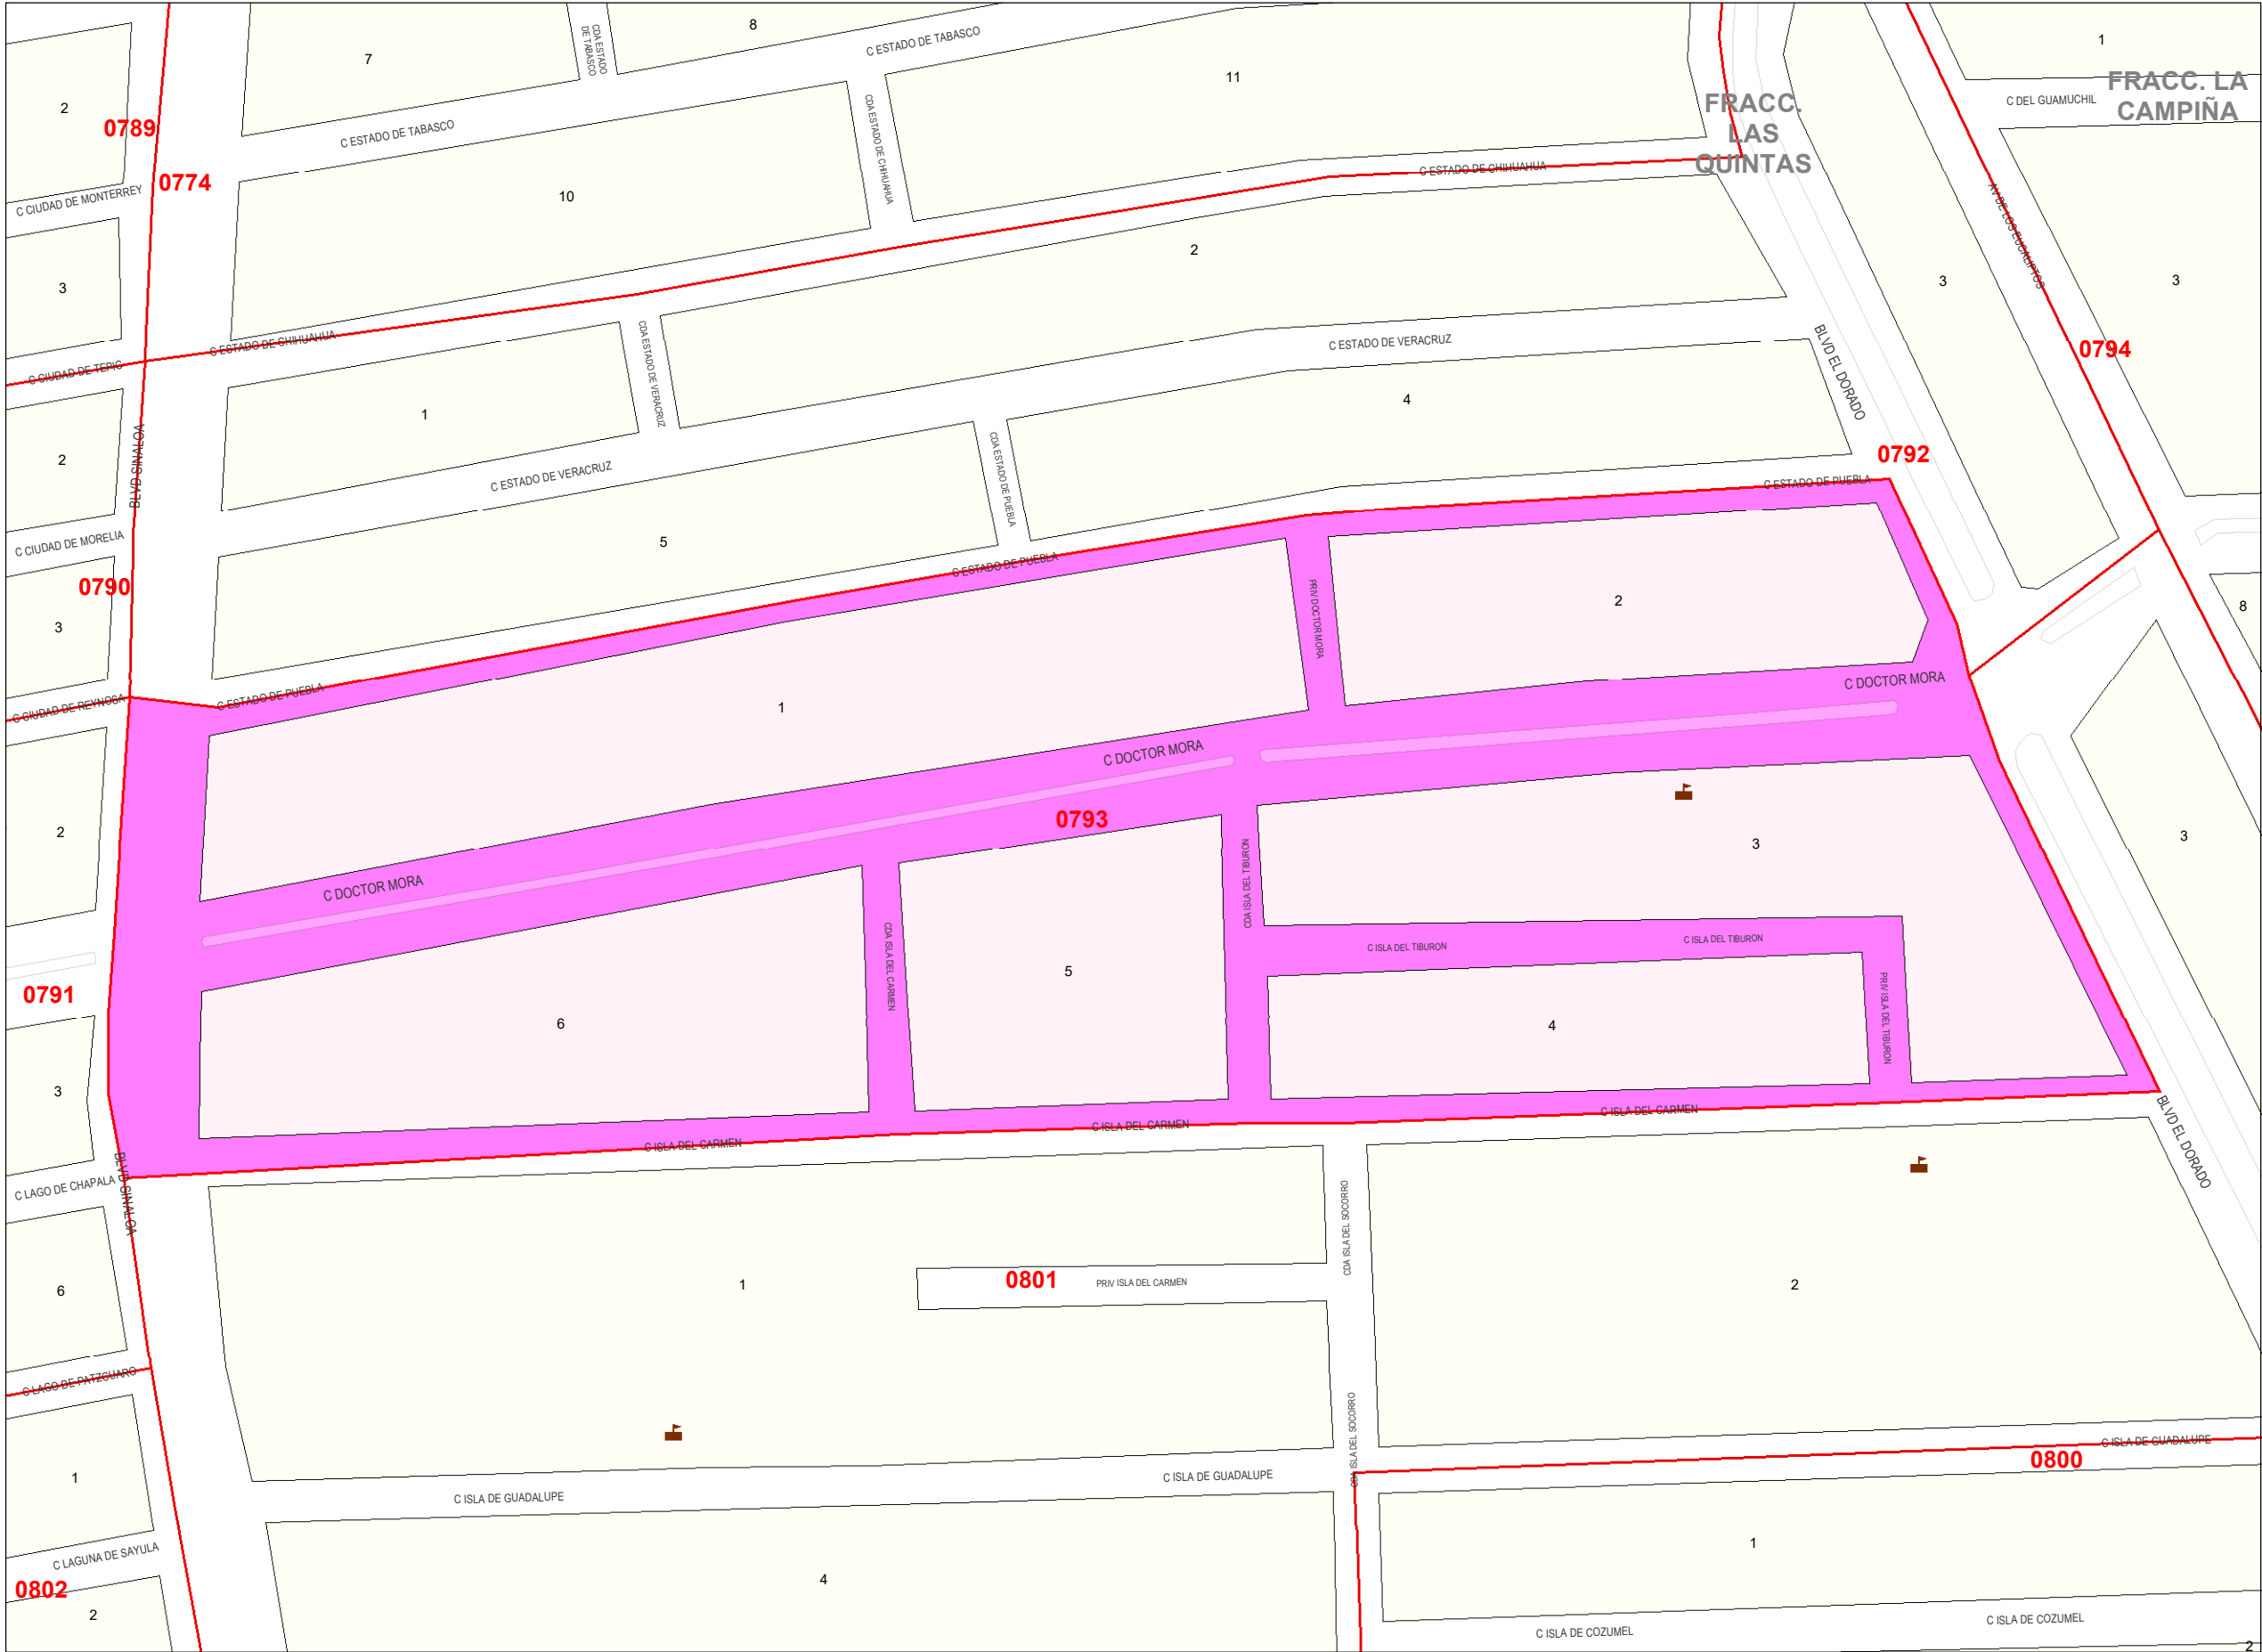 8
7
CDA ESTADO
DE TABASCO
C ESTADO DE TABASCO
1
11
2
FRACC. LA
CAMPIÑA
C DEL GUAMUCHIL
FRACC.
LAS
QUINTAS
0789
C ESTADO DE TABASCO
CDA ESTADO DE CHIHUAHUA
0774
C CIUDAD DE MONTERREY
10
C ESTADO DE CHIHUAHUA
AV DE LOS EUCALIPTOS
2
3
3
3
C ESTADO DE CHIHUAHUA
C CIUDAD DE TEPIC
CDA ESTADO DE VERACRUZ
C ESTADO DE VERACRUZ
BLVD EL DORADO
0794
1
4
2
BLVD SINALOA
C ESTADO DE VERACRUZ
CDA ESTADO DE PUEBLA
0792
C ESTADO DE PUEBLA
C CIUDAD DE MORELIA
5
C ESTADO DE PUEBLA
0790
3
PRIV DOCTOR MORA
2
8
C ESTADO DE PUEBLA
C CIUDAD DE REYNOSA
1
C DOCTOR MORA
C DOCTOR MORA
0793
2
3
3
C DOCTOR MORA
CDA ISLA DEL TIBURON
C ISLA DEL TIBURON
C ISLA DEL TIBURON
CDA ISLA DEL CARMEN
5
0791
6
4
PRIV ISLA DEL TIBURON
3
C ISLA DEL CARMEN
C ISLA DEL CARMEN
C ISLA DEL CARMEN
BLVD EL DORADO
C LAGO DE CHAPALA
BLVD SINALOA
CDA ISLA DEL SOCORRO
6
1
0801
PRIV ISLA DEL CARMEN
2
C LAGO DE PATZCUARO
CDA ISLA DEL SOCORRO
C ISLA DE GUADALUPE
0800
1
C ISLA DE GUADALUPE
C ISLA DE GUADALUPE
C LAGUNA DE SAYULA
1
0802
4
2
C ISLA DE COZUMEL
C ISLA DE COZUMEL
2